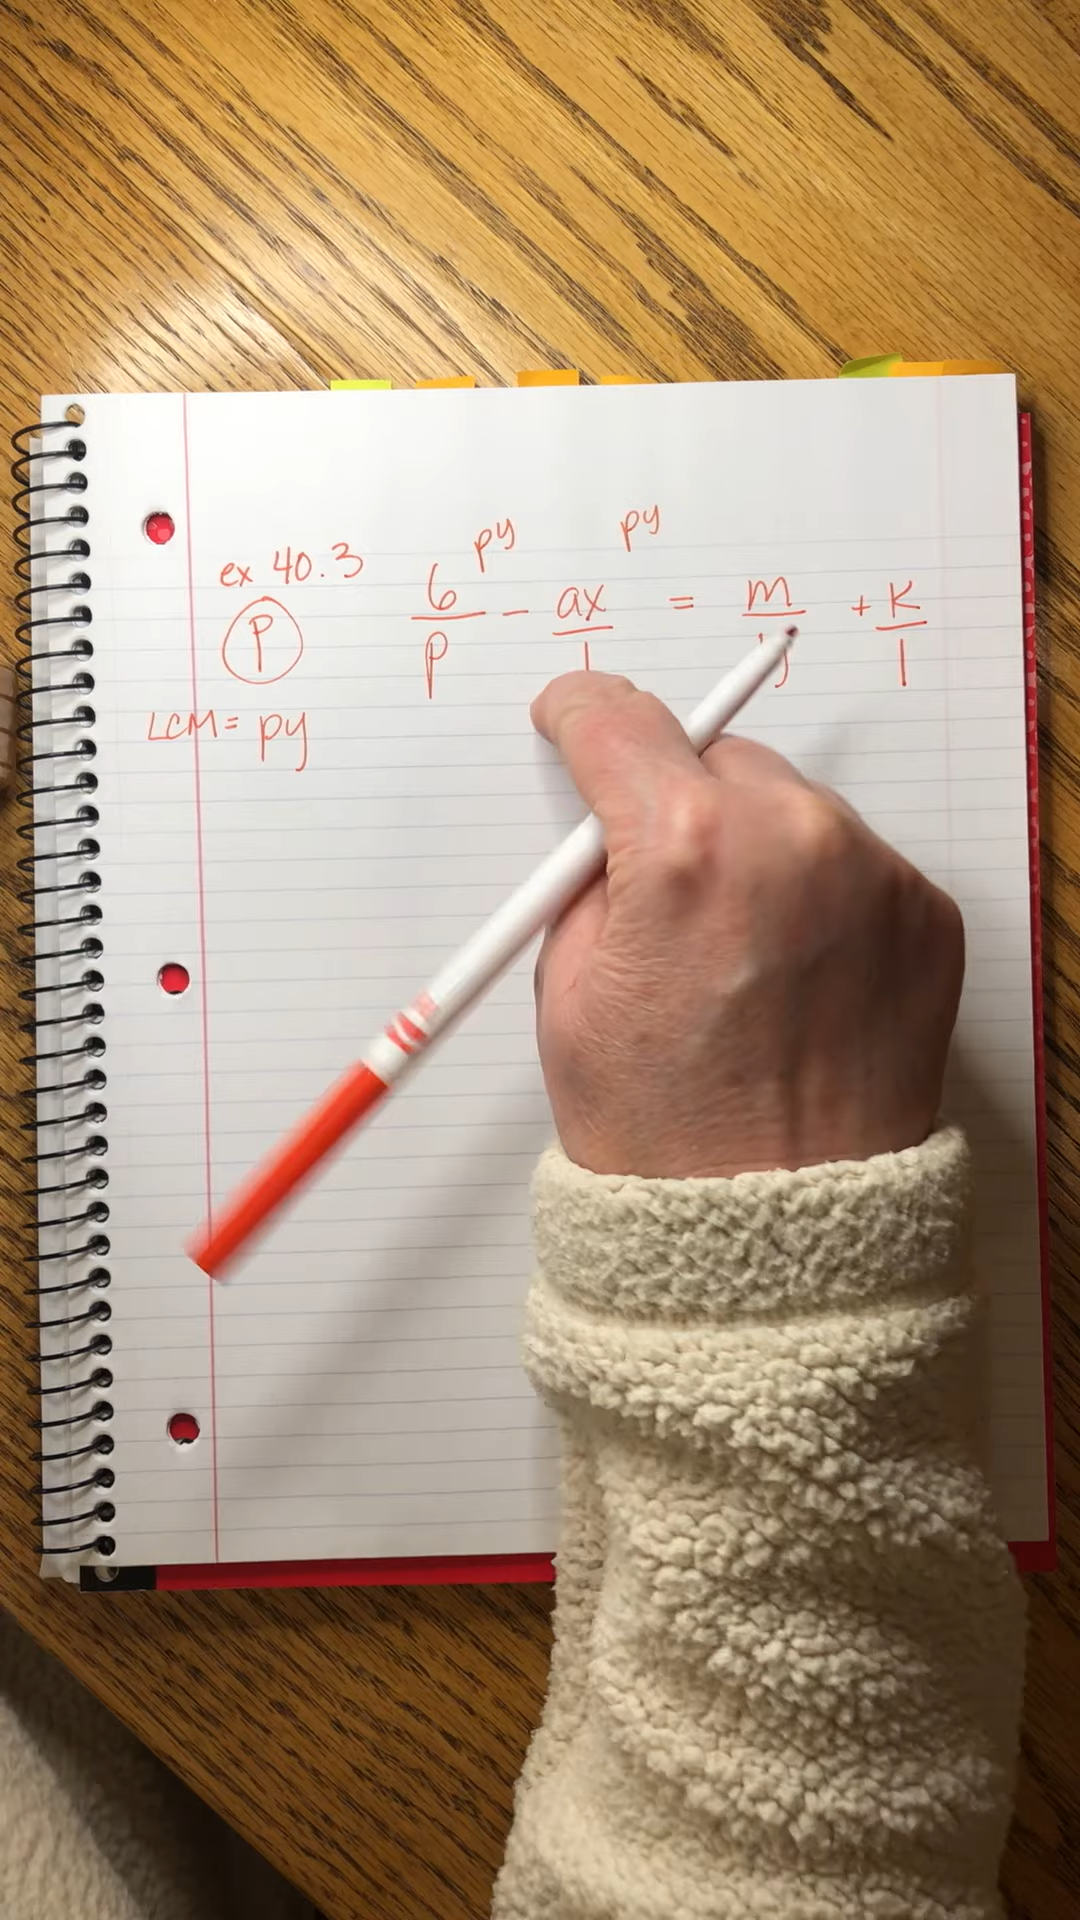 py py
ex 40.3 6/p - ax/1 = m/y + k/1
P
LCM = py